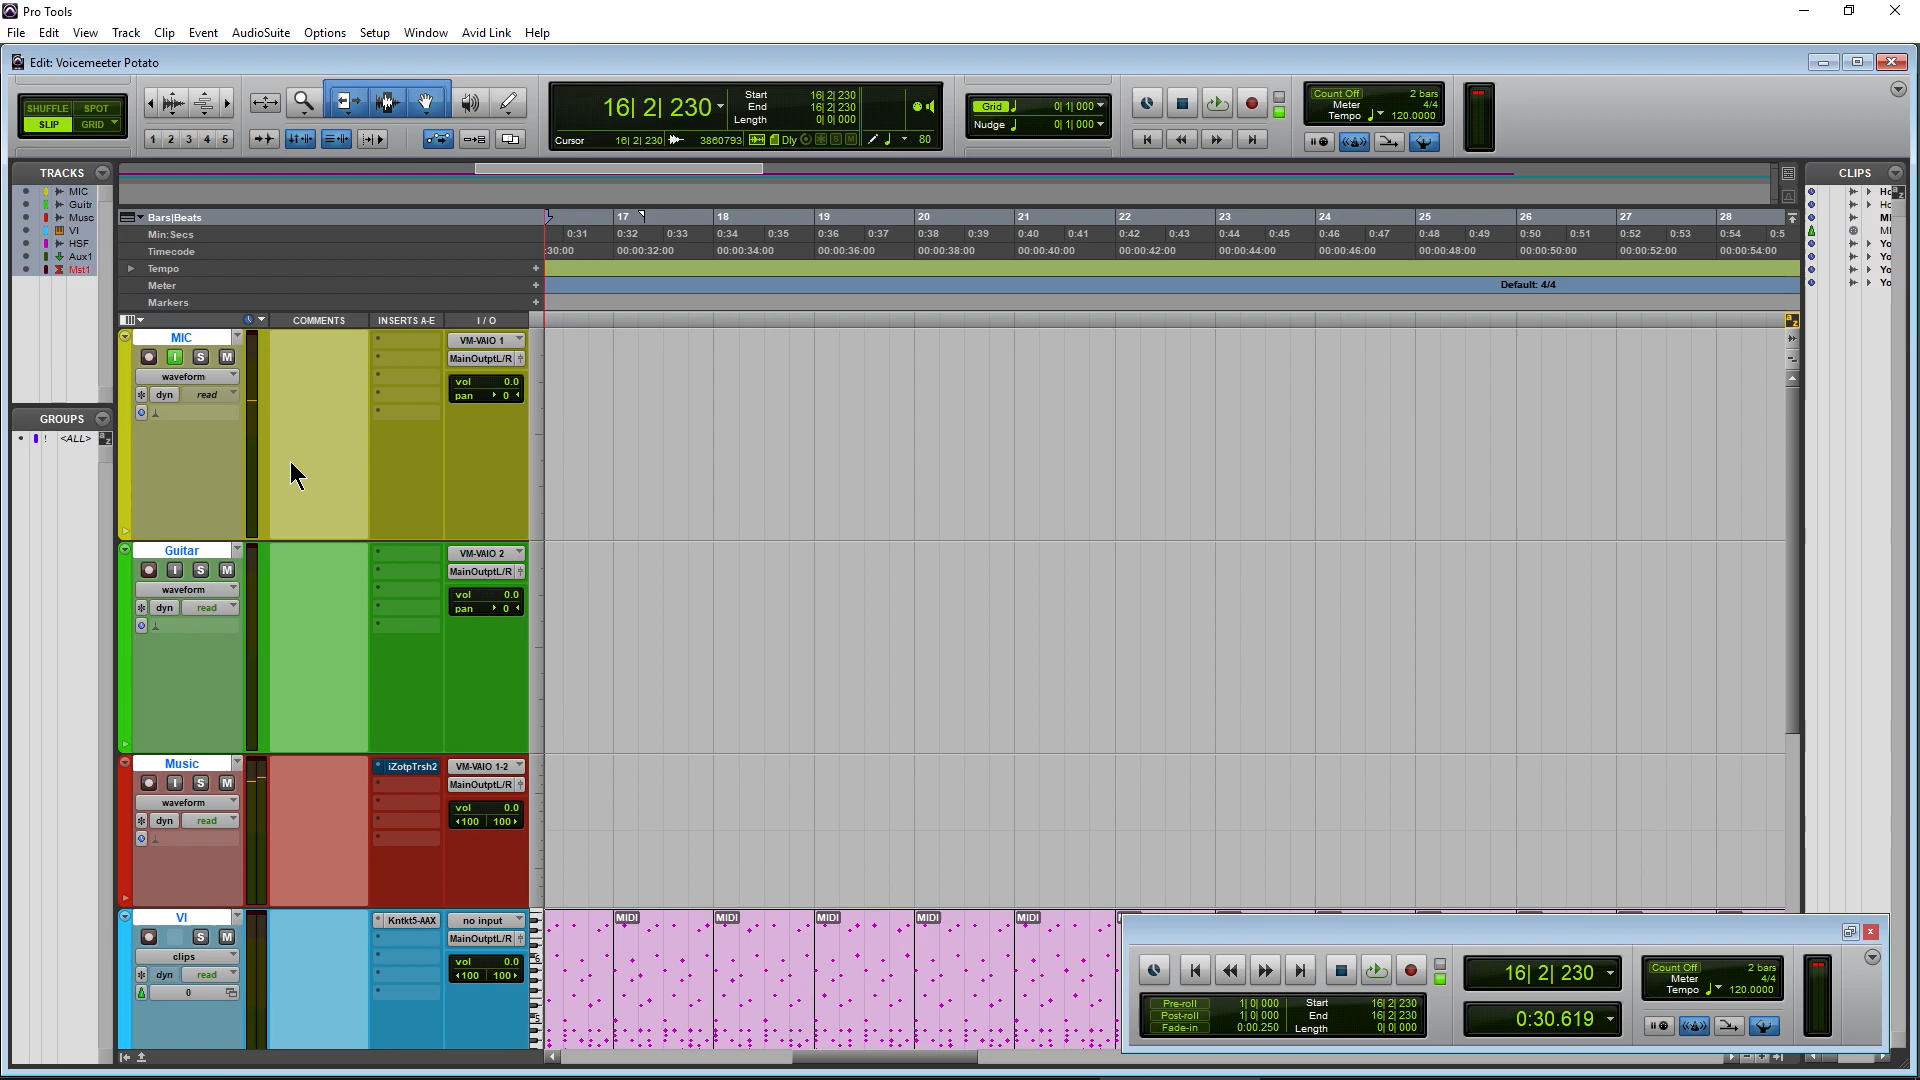 Pro Tools
File Edit View Track Clip Event AudioSuite Options Setup Window Avid Link Help
Edit: Voicemeeter Potato
SHUFFLE SPOT
SLIP GRID
1 2 3 4 5
16| 2| 230
Start 16| 2| 230
End 16| 2| 230
Length 0| 0| 000
Cursor 16| 2| 230 3860793 Dly S M 80
Grid 0| 1| 000
Nudge 0| 1| 000
Count Off 2 bars
Meter 4/4
Tempo 120.0000
TRACKS
MIC
Guitr
Musc
VI
HSF
Aux1
Mst1
GROUPS
! <ALL>
CLIPS
Bars|Beats 17 18 19 20 21 22 23 24 25 26 27 28
Min:Secs 0:31 0:32 0:33 0:34 0:35 0:36 0:37 0:38 0:39 0:40 0:41 0:42 0:43 0:44 0:45 0:46 0:47 0:48 0:49 0:50 0:51 0:52 0:53 0:54 0:5
Timecode :30:00 00:00:32:00 00:00:34:00 00:00:36:00 00:00:38:00 00:00:40:00 00:00:42:00 00:00:44:00 00:00:46:00 00:00:48:00 00:00:50:00 00:00:52:00 00:00:54:00
Tempo
Meter Default: 4/4
Markers
COMMENTS INSERTS A-E I / O
MIC VM-VAIO 1
I S M MainOutptL/R
waveform vol 0.0
dyn read pan 0
Guitar VM-VAIO 2
I S M MainOutptL/R
waveform vol 0.0
dyn read pan 0
Music iZotpTrsh2 VM-VAIO 1-2
I S M MainOutptL/R
waveform vol 0.0
dyn read 100 100
VI Kntkt5-AAX no input
S M MainOutptL/R
clips vol 0.0
dyn read 100 100
0
MIDI MIDI MIDI MIDI MIDI
16| 2| 230
Count Off 2 bars
Meter 4/4
Tempo 120.0000
Pre-roll 1| 0| 000 Start 16| 2| 230
Post-roll 1| 0| 000 End 16| 2| 230
Fade-in 0:00.250 Length 0| 0| 000
0:30.619